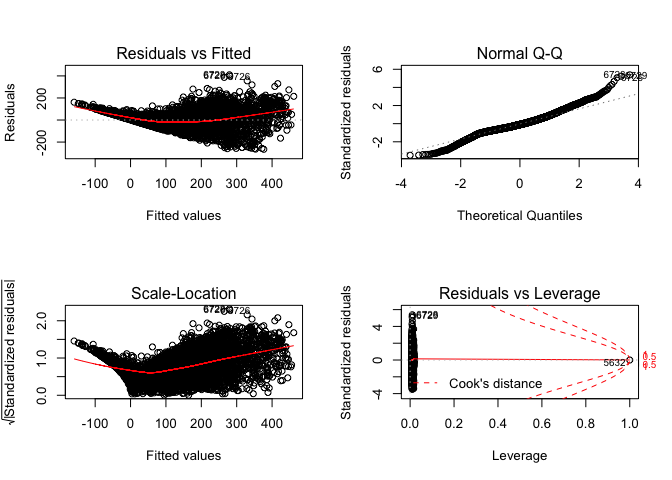 Residuals vs Fitted
Residuals
200
-200
-100 0 100 200 300 400
Fitted values
Normal Q-Q
Standardized residuals
6
2
-2
-4 -2 0 2 4
Theoretical Quantiles
Scale-Location
√|Standardized residuals|
2.0
1.0
0.0
-100 0 100 200 300 400
Fitted values
Residuals vs Leverage
Standardized residuals
4
0
-4
5632
Cook's distance
0.5
0.0 0.2 0.4 0.6 0.8 1.0
Leverage